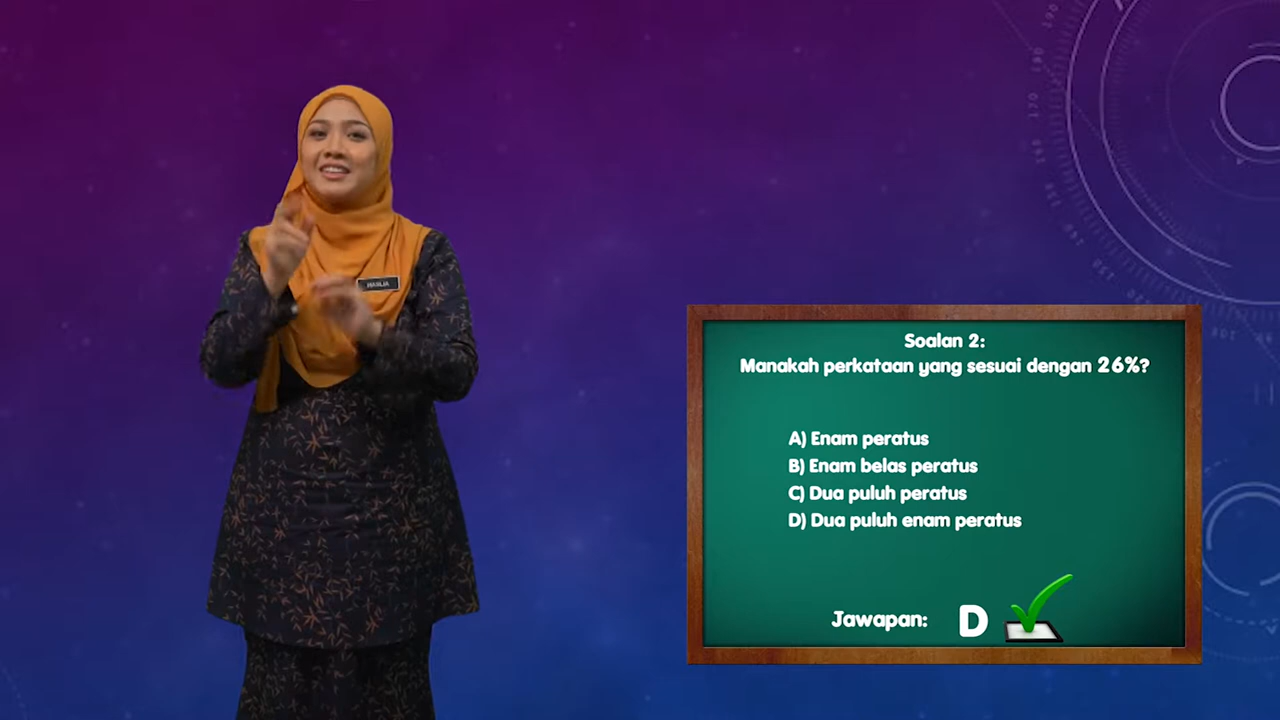 Soalan 2:
Manakah perkataan yang sesuai dengan 26%?
A) Enam peratus
B) Enam belas peratus
C) Dua puluh peratus
D) Dua puluh enam peratus
Jawapan: D